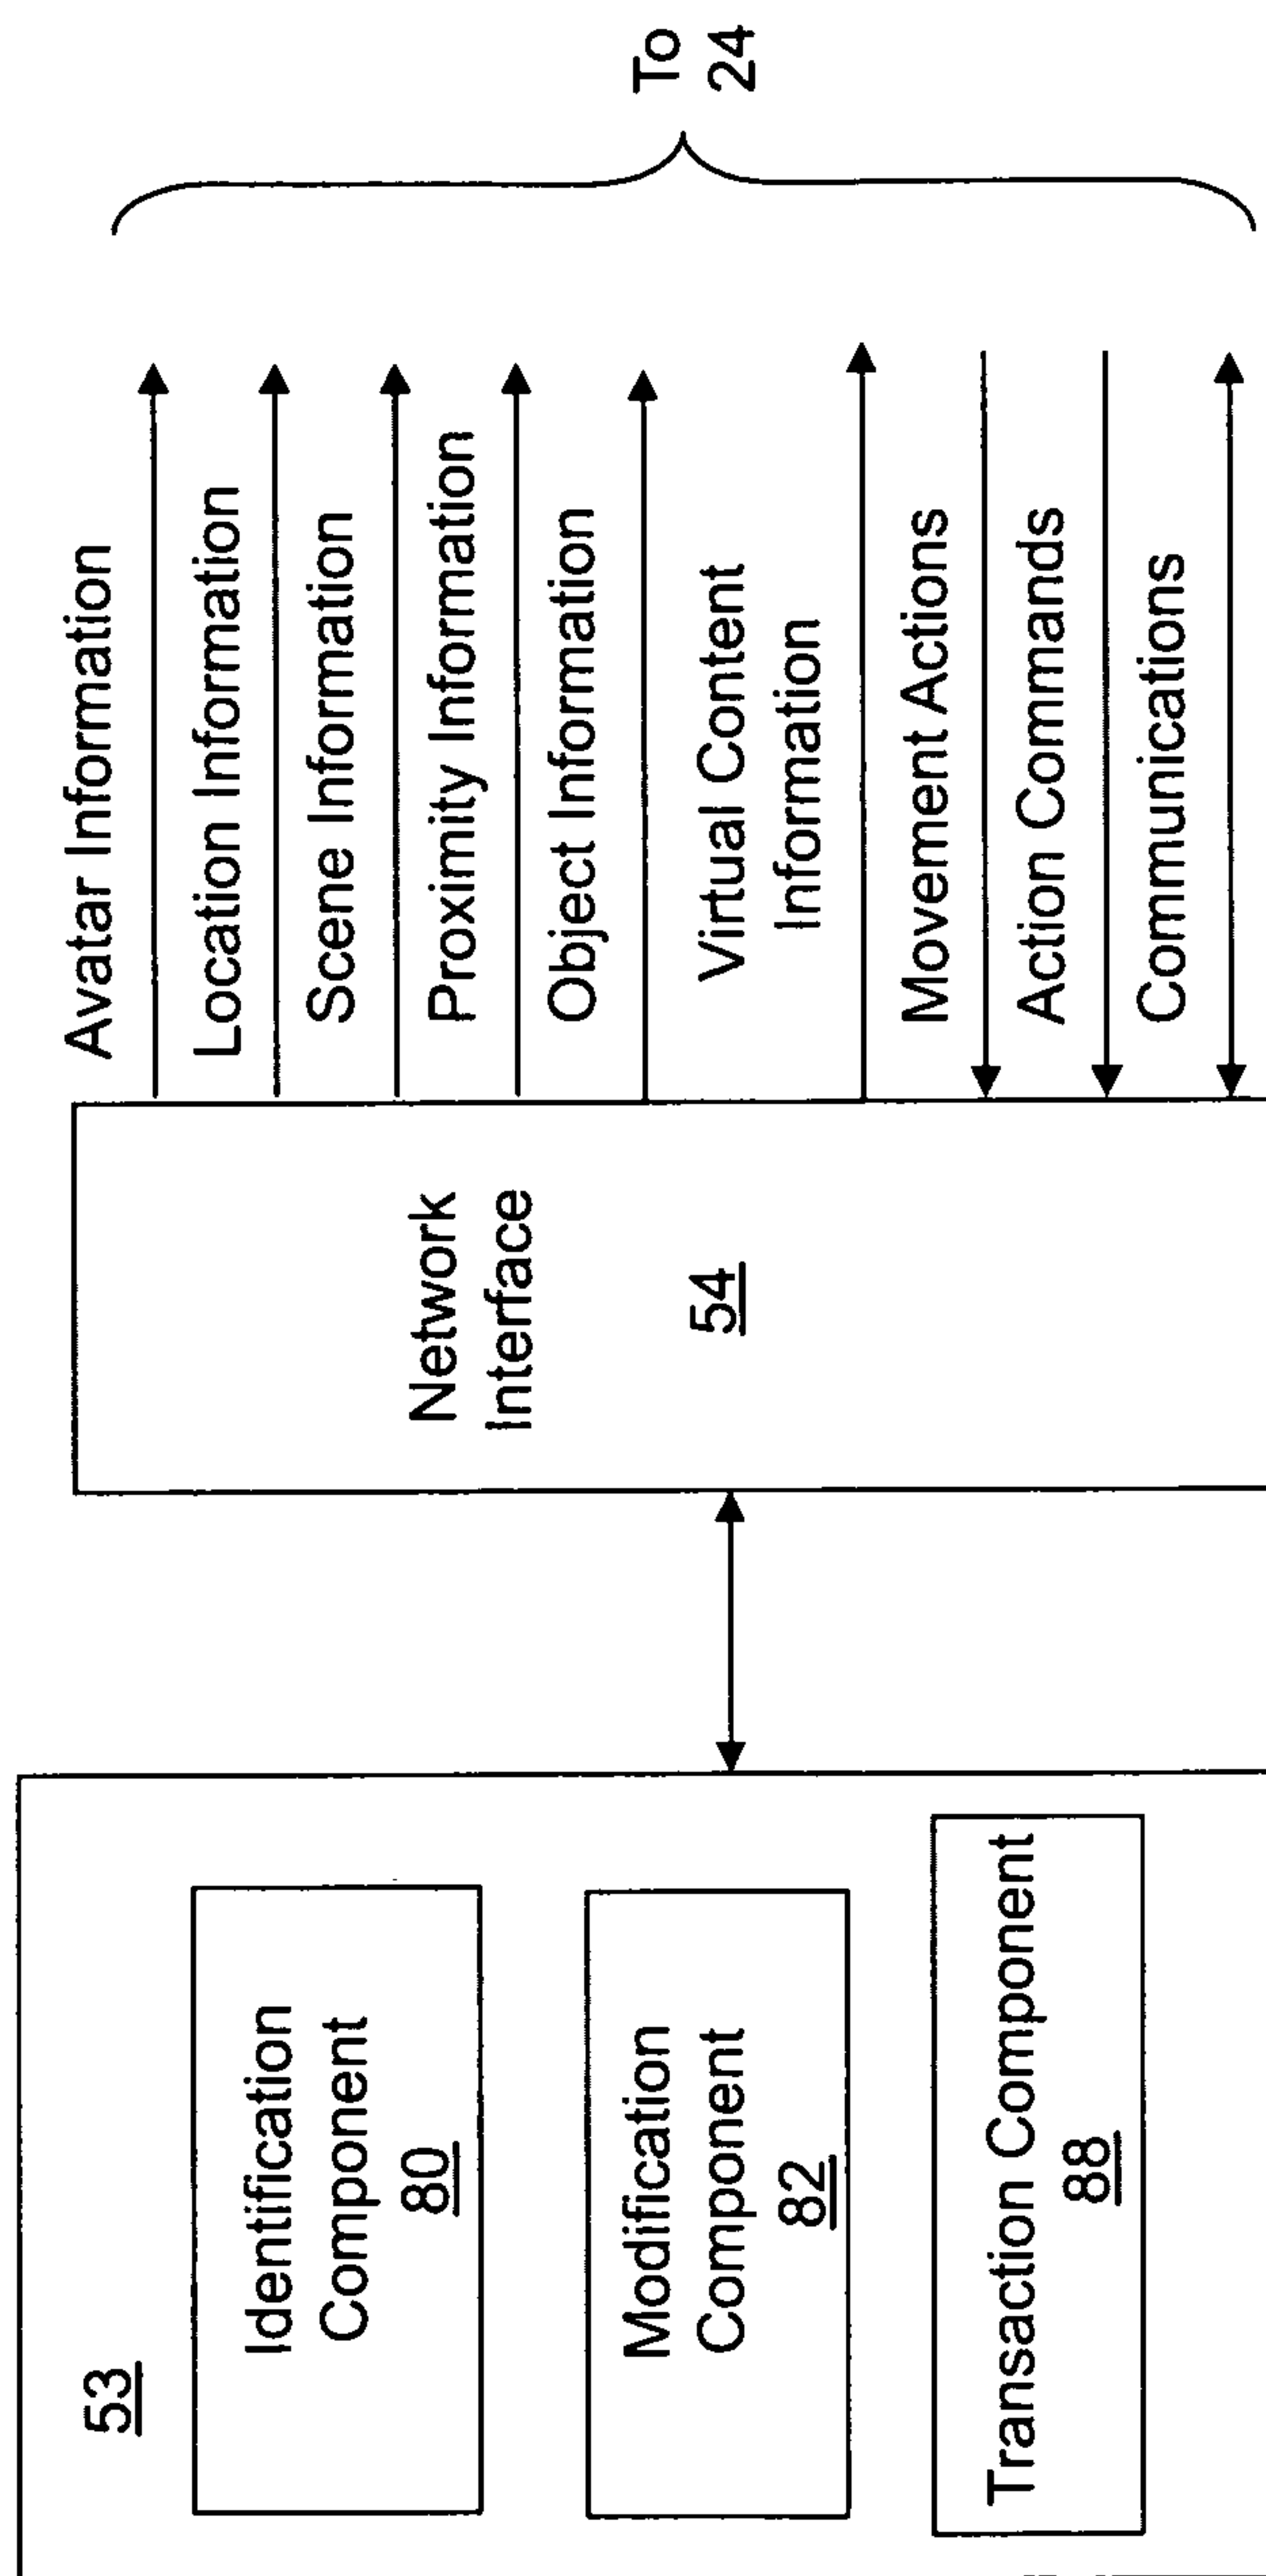 53
Identification
Component
80
Modification
Component
82
Transaction Component
88
Network
Interface
54
Avatar Information
Location Information
Scene Information
Proximity Information
Object Information
Virtual Content
Information
Movement Actions
Action Commands
Communications
To
24